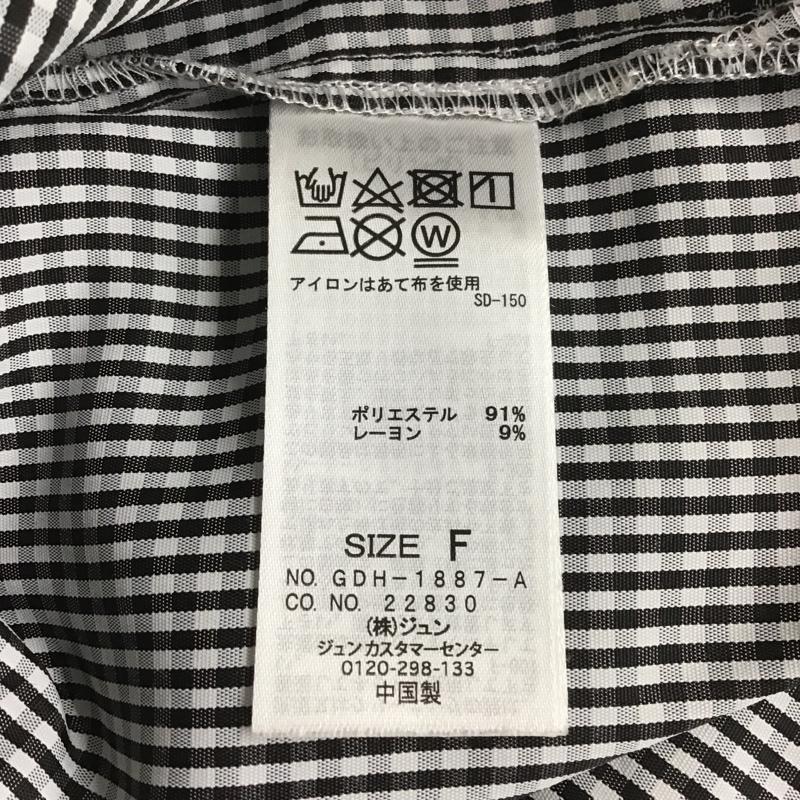 W
アイロンはあて布を使用
SD-150
ポリエステル 91%
レーヨン 9%
SIZE F
NO. GDH-1887-A
CO. NO. 22830
(株)ジュン
ジュンカスタマーセンター
0120-298-133
中国製